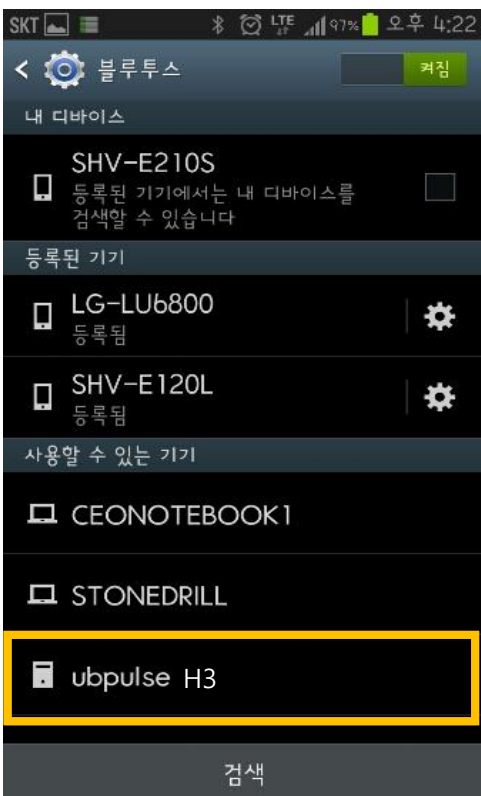 SKT LTE 97% 오후 4:22
블루투스 켜짐
내 디바이스
SHV-E210S
등록된 기기에서는 내 디바이스를
검색할 수 있습니다
등록된 기기
LG-LU6800
등록됨
SHV-E120L
등록됨
사용할 수 있는 기기
CEONOTEBOOK1
STONEDRILL
ubpulse H3
검색